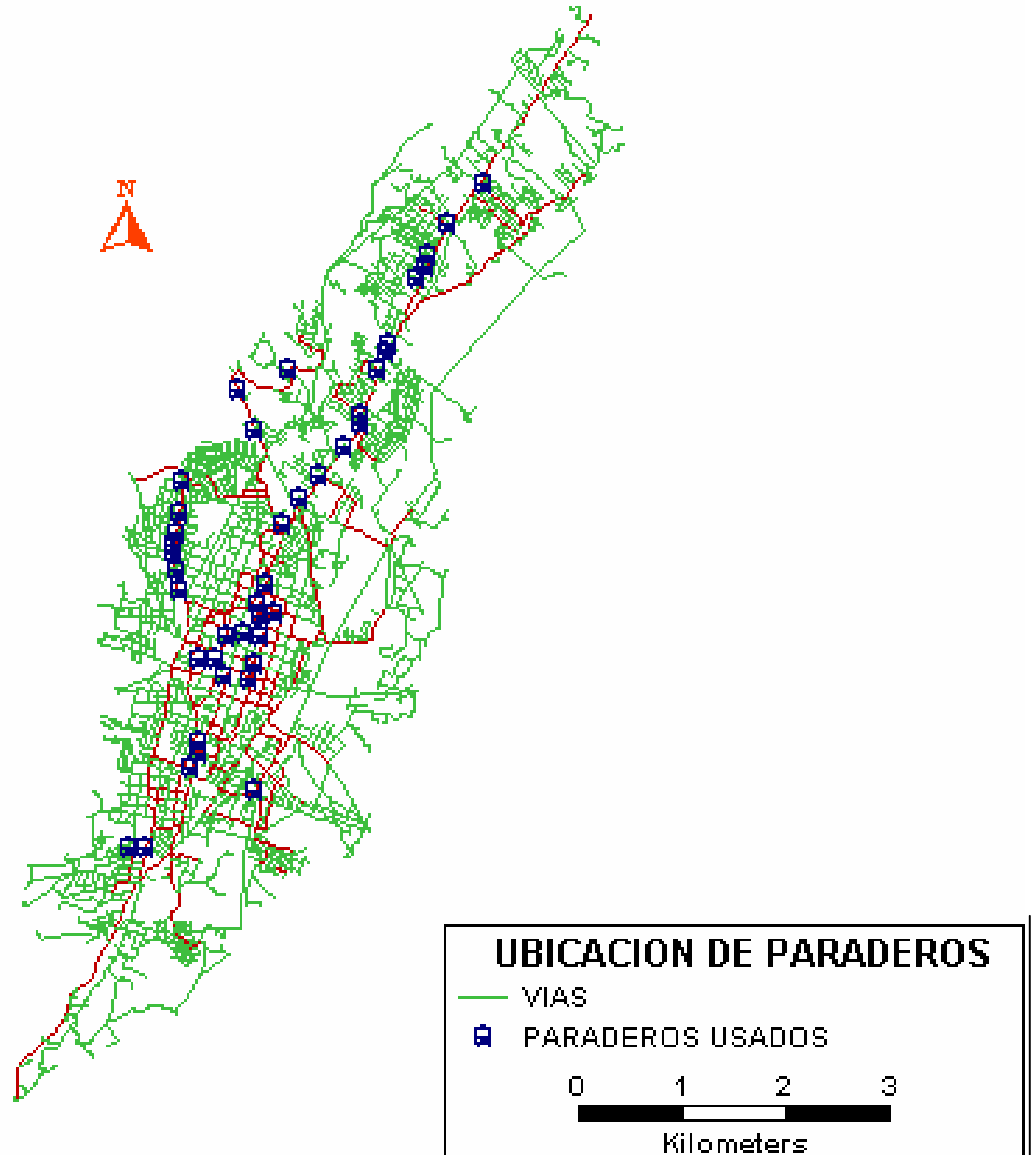 N
UBICACION DE PARADEROS
VIAS
PARADEROS USADOS
0 1 2 3
Kilometers